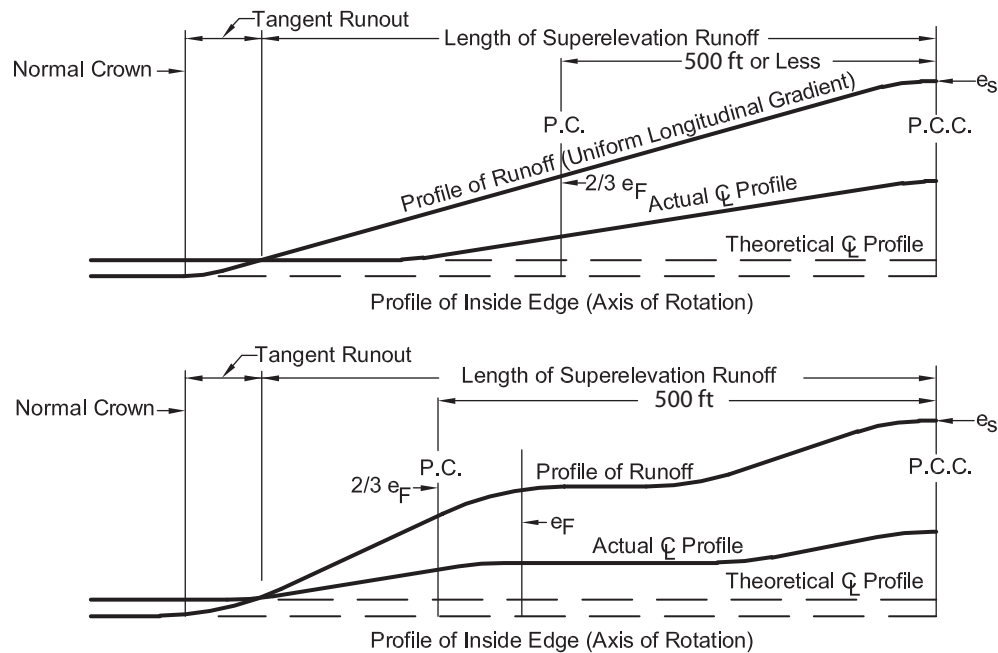 Tangent Runout
Length of Superelevation Runoff
Normal Crown
500 ft or Less
eS
P.C.
P.C.C.
Profile of Runoff (Uniform Longitudinal Gradient)
2/3 eF
Actual ℄ Profile
Theoretical ℄ Profile
Profile of Inside Edge (Axis of Rotation)
Tangent Runout
Length of Superelevation Runoff
Normal Crown
500 ft
eS
P.C.
Profile of Runoff
P.C.C.
2/3 eF
eF
Actual ℄ Profile
Theoretical ℄ Profile
Profile of Inside Edge (Axis of Rotation)